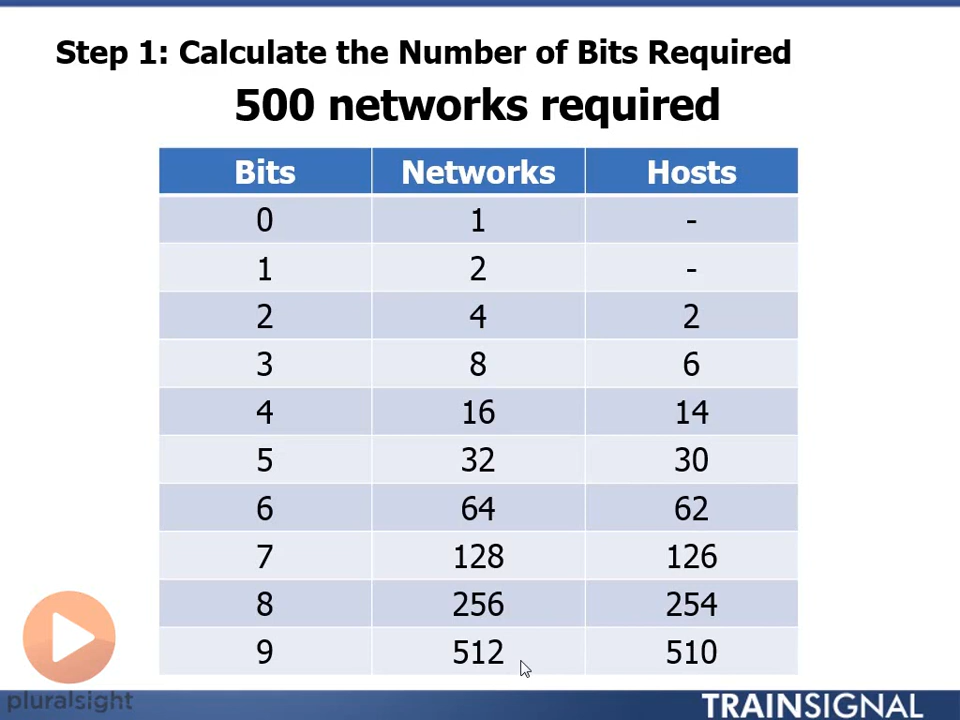 Step 1: Calculate the Number of Bits Required
500 networks required
Bits Networks Hosts
0 1 -
1 2 -
2 4 2
3 8 6
4 16 14
5 32 30
6 64 62
7 128 126
8 256 254
9 512 510
pluralsight
TRAINSIGNAL